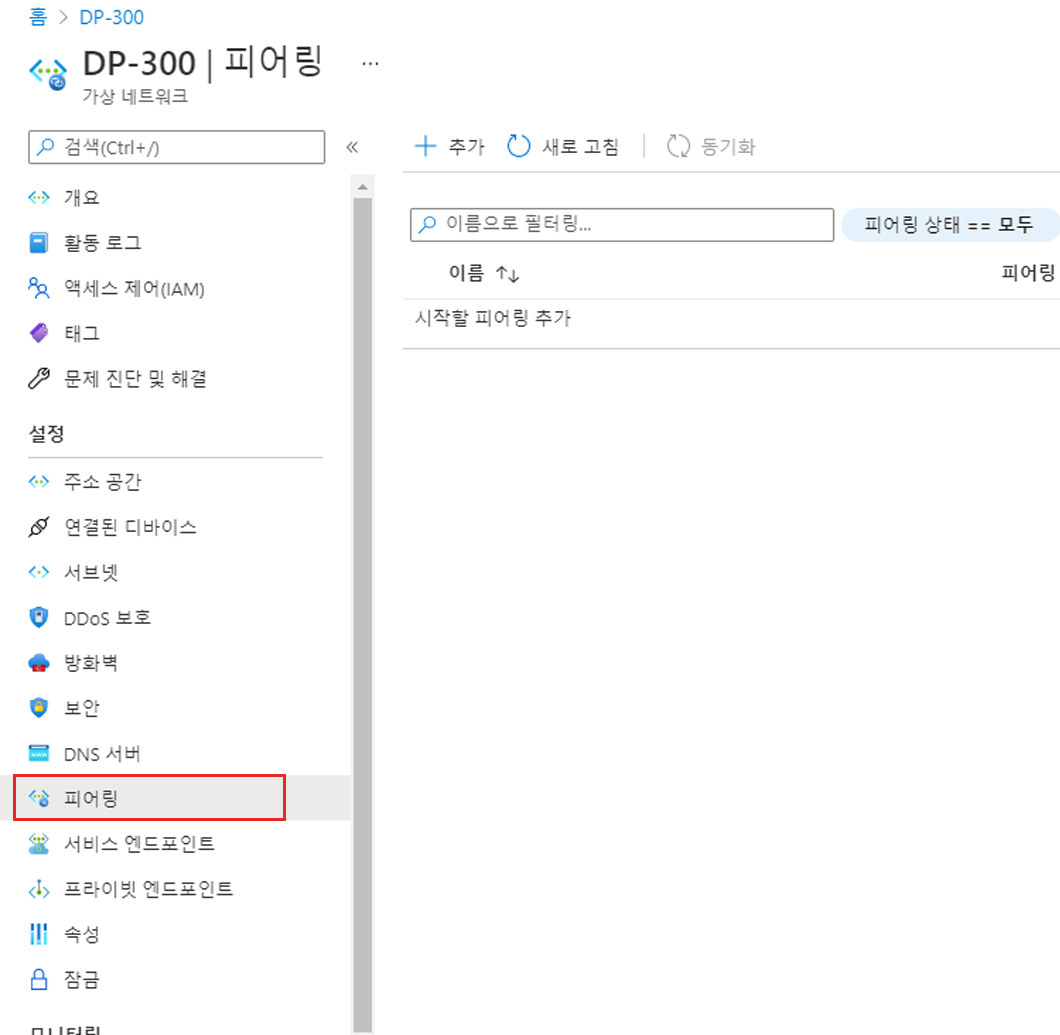 홈 > DP-300
DP-300 | 피어링 ...
가상 네트워크
검색(Ctrl+/)
«
개요
활동 로그
액세스 제어(IAM)
태그
문제 진단 및 해결
설정
주소 공간
연결된 디바이스
서브넷
DDoS 보호
방화벽
보안
DNS 서버
피어링
서비스 엔드포인트
프라이빗 엔드포인트
속성
잠금
모니터링
+ 추가 새로 고침 동기화
이름으로 필터링...
피어링 상태 == 모두
이름 ↑↓ 피어링
시작할 피어링 추가